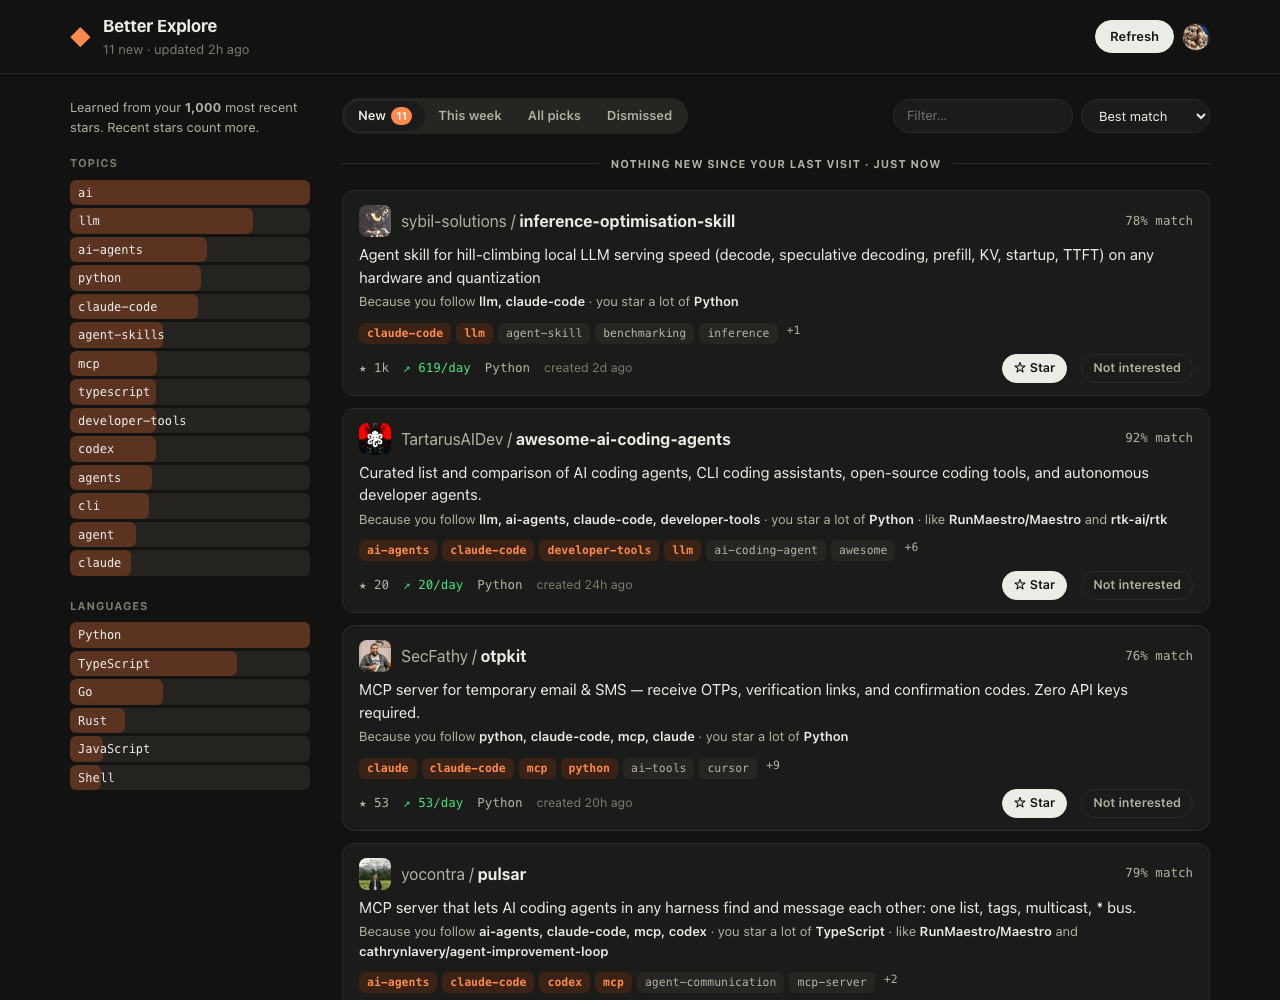 Better Explore
11 new · updated 2h ago
Refresh
Learned from your 1,000 most recent
stars. Recent stars count more.
TOPICS
ai
llm
ai-agents
python
claude-code
agent-skills
mcp
typescript
developer-tools
codex
agents
cli
agent
claude
LANGUAGES
Python
TypeScript
Go
Rust
JavaScript
Shell
New 11 This week All picks Dismissed
Filter... Best match
NOTHING NEW SINCE YOUR LAST VISIT · JUST NOW
sybil-solutions / inference-optimisation-skill 78% match
Agent skill for hill-climbing local LLM serving speed (decode, speculative decoding, prefill, KV, startup, TTFT) on any
hardware and quantization
Because you follow llm, claude-code · you star a lot of Python
claude-code llm agent-skill benchmarking inference +1
★ 1k ↗ 619/day Python created 2d ago ☆ Star Not interested
TartarusAIDev / awesome-ai-coding-agents 92% match
Curated list and comparison of AI coding agents, CLI coding assistants, open-source coding tools, and autonomous
developer agents.
Because you follow llm, ai-agents, claude-code, developer-tools · you star a lot of Python · like RunMaestro/Maestro and rtk-ai/rtk
ai-agents claude-code developer-tools llm ai-coding-agent awesome +6
★ 20 ↗ 20/day Python created 24h ago ☆ Star Not interested
SecFathy / otpkit 76% match
MCP server for temporary email & SMS — receive OTPs, verification links, and confirmation codes. Zero API keys
required.
Because you follow python, claude-code, mcp, claude · you star a lot of Python
claude claude-code mcp python ai-tools cursor +9
★ 53 ↗ 53/day Python created 20h ago ☆ Star Not interested
yocontra / pulsar 79% match
MCP server that lets AI coding agents in any harness find and message each other: one list, tags, multicast, * bus.
Because you follow ai-agents, claude-code, mcp, codex · you star a lot of TypeScript · like RunMaestro/Maestro and
cathrynlavery/agent-improvement-loop
ai-agents claude-code codex mcp agent-communication mcp-server +2